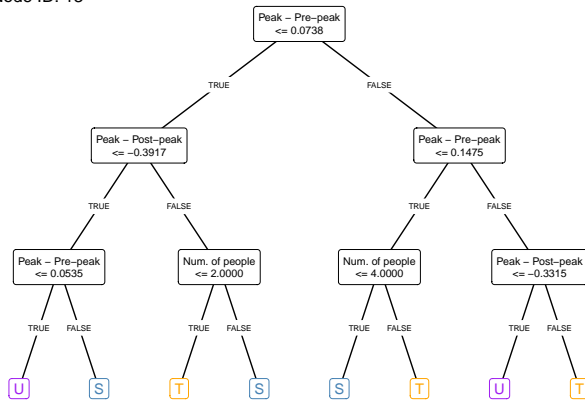 Peak − Pre−peak
<= 0.0738
TRUE
FALSE
Peak − Post−peak
<= −0.3917
Peak − Pre−peak
<= 0.1475
TRUE
FALSE
TRUE
FALSE
Peak − Pre−peak
<= 0.0535
Num. of people
<= 2.0000
Num. of people
<= 4.0000
Peak − Post−peak
<= −0.3315
TRUE
FALSE
TRUE
FALSE
TRUE
FALSE
TRUE
FALSE
U
S
T
S
S
T
U
T